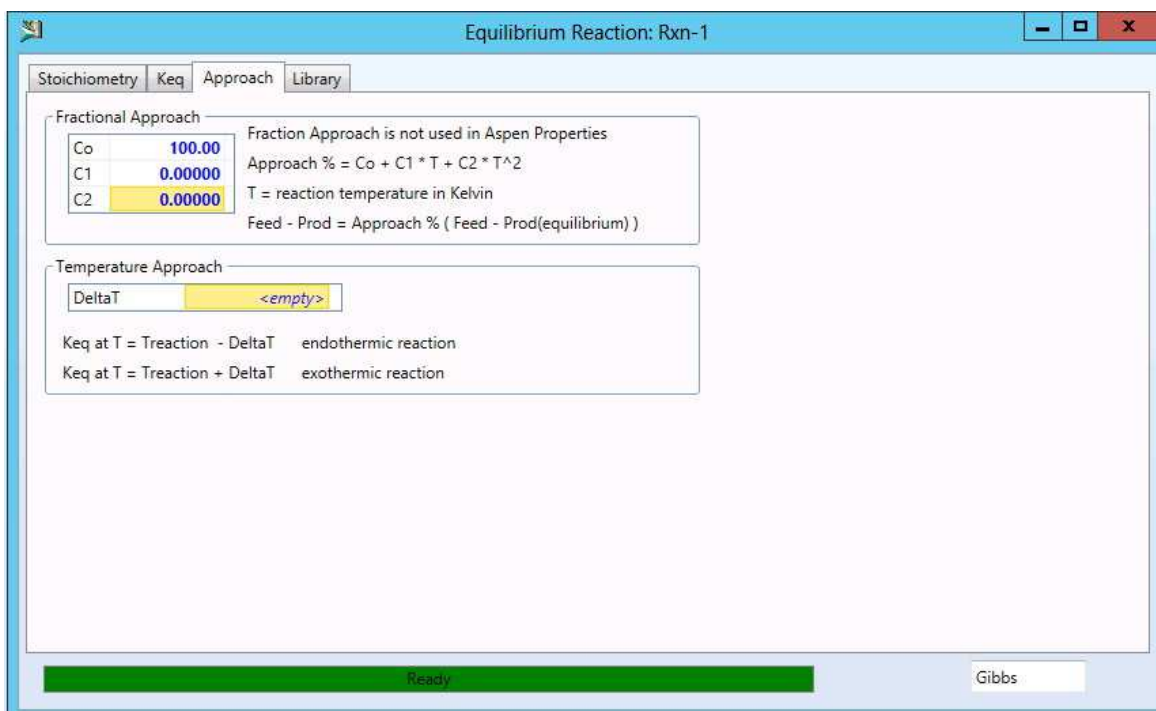 Equilibrium Reaction: Rxn-1
Stoichiometry Keq Approach Library
Fractional Approach
Co 100.00
C1 0.00000
C2 0.00000
Fraction Approach is not used in Aspen Properties
Approach % = Co + C1 * T + C2 * T^2
T = reaction temperature in Kelvin
Feed - Prod = Approach % ( Feed - Prod(equilibrium) )
Temperature Approach
DeltaT <empty>
Keq at T = Treaction - DeltaT endothermic reaction
Keq at T = Treaction + DeltaT exothermic reaction
Ready
Gibbs